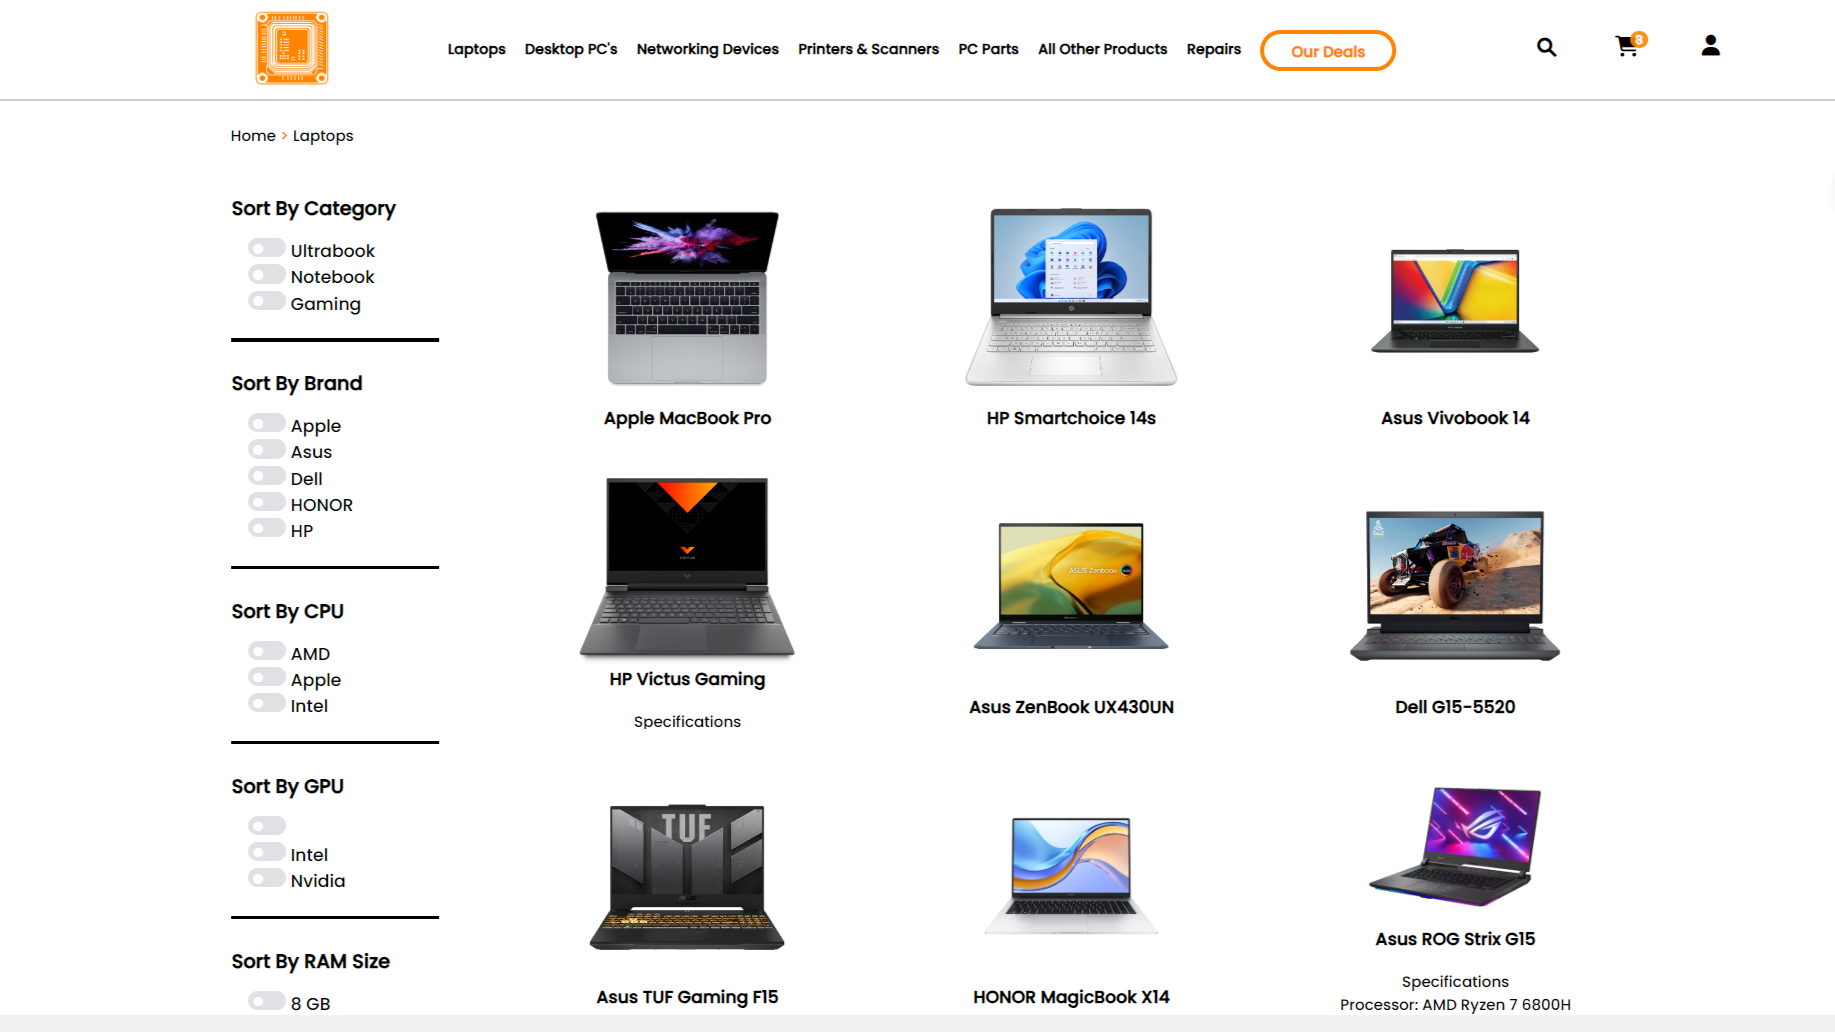 Laptops Desktop PC's Networking Devices Printers & Scanners PC Parts All Other Products Repairs Our Deals 8
Home > Laptops
Sort By Category
Ultrabook
Notebook
Gaming
Sort By Brand
Apple
Asus
Dell
HONOR
HP
Sort By CPU
AMD
Apple
Intel
Sort By GPU
Intel
Nvidia
Sort By RAM Size
8 GB
Apple MacBook Pro
HP Smartchoice 14s
Asus Vivobook 14
HP Victus Gaming
Specifications
ASUS Zenbook
Asus ZenBook UX430UN
Dell G15-5520
TUF
Asus TUF Gaming F15
HONOR MagicBook X14
Asus ROG Strix G15
Specifications
Processor: AMD Ryzen 7 6800H